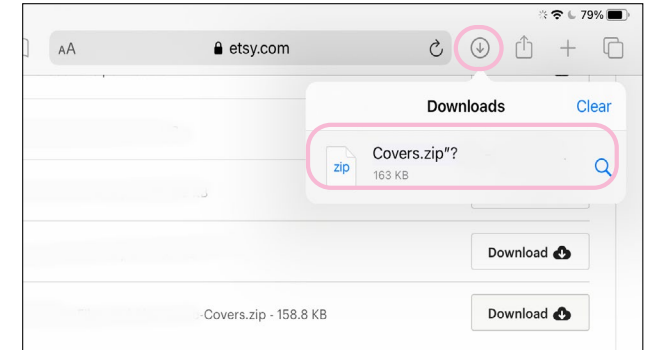 79%
AA etsy.com
Downloads Clear
Covers.zip"?
zip
163 KB
Download
-Covers.zip - 158.8 KB Download